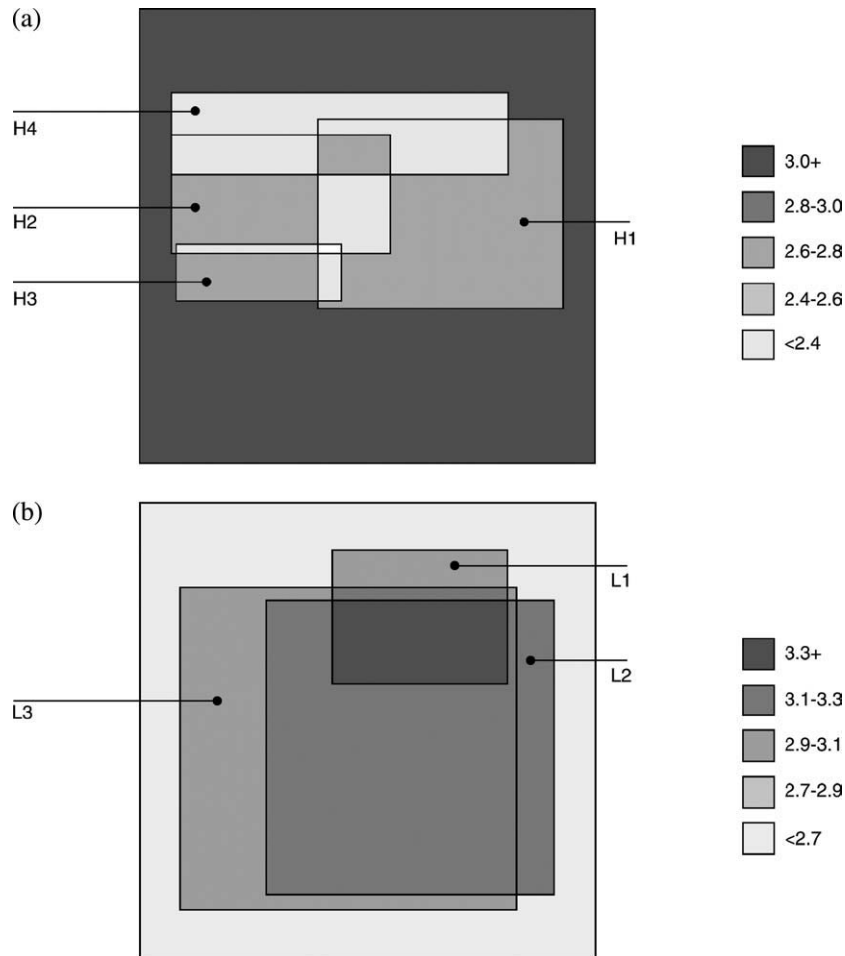 (a)
H4
H2
H3
H1
3.0+
2.8-3.0
2.6-2.8
2.4-2.6
<2.4
(b)
L1
L2
L3
3.3+
3.1-3.3
2.9-3.1
2.7-2.9
<2.7